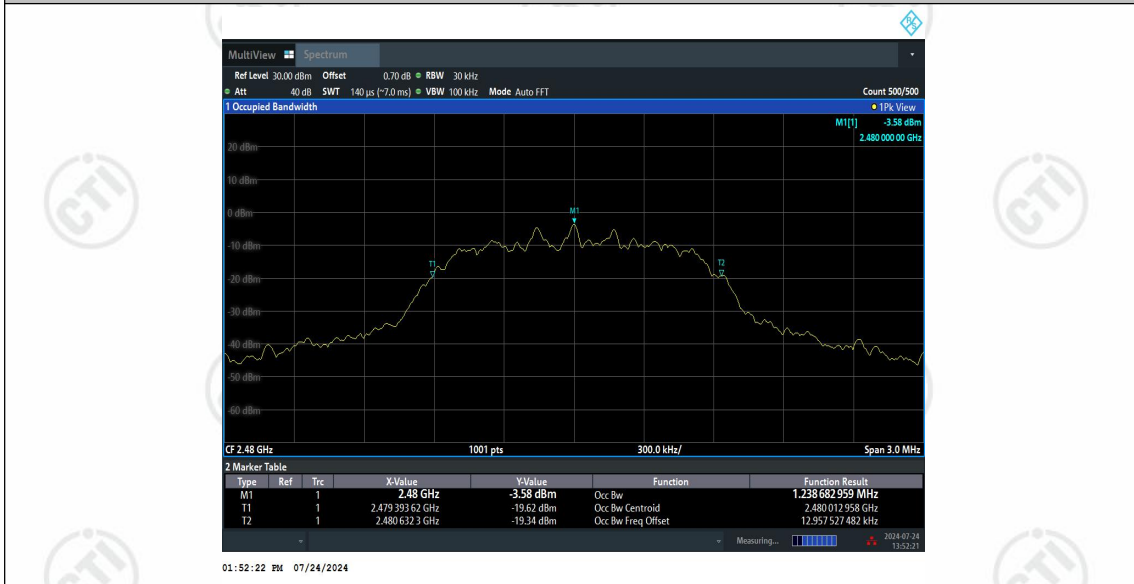 R&S
MultiView Spectrum
Ref Level 30.00 dBm Offset 0.70 dB RBW 30 kHz
Att 40 dB SWT 140 µs (~7.0 ms) VBW 100 kHz Mode Auto FFT Count 500/500
1 Occupied Bandwidth 1Pk View
M1[1] -3.58 dBm
2.480 000 00 GHz
20 dBm
10 dBm
0 dBm
M1
-10 dBm
T1
T2
-20 dBm
-30 dBm
-40 dBm
-50 dBm
-60 dBm
CF 2.48 GHz 1001 pts 300.0 kHz/ Span 3.0 MHz
2 Marker Table
Type Ref Trc X-Value Y-Value Function Function Result
M1 1 2.48 GHz -3.58 dBm Occ Bw 1.238 682 959 MHz
T1 1 2.479 393 62 GHz -19.62 dBm Occ Bw Centroid 2.480 012 958 GHz
T2 1 2.480 632 3 GHz -19.34 dBm Occ Bw Freq Offset 12.957 527 482 kHz
Measuring... 2024-07-24
13:52:21
01:52:22 PM 07/24/2024
CTI
CTI
CTI
CTI